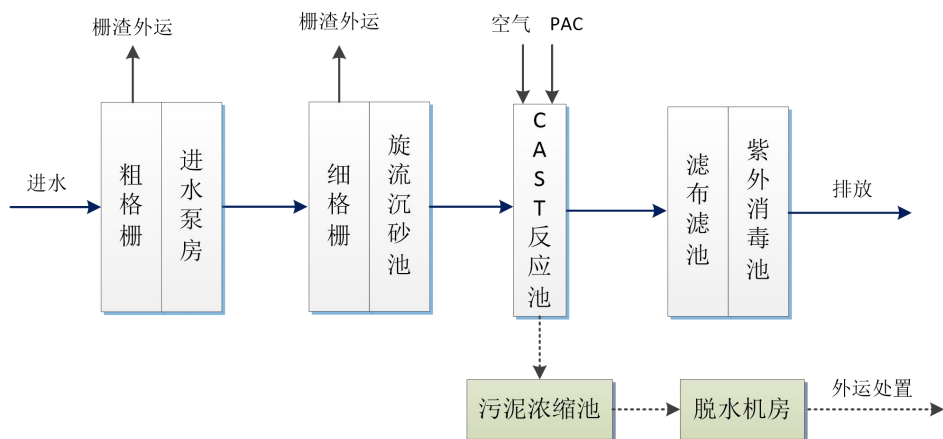 栅渣外运
栅渣外运
空气 PAC
进水
粗格栅
进水泵房
细格栅
旋流沉砂池
CAST反应池
滤布滤池
紫外消毒池
排放
污泥浓缩池
脱水机房
外运处置